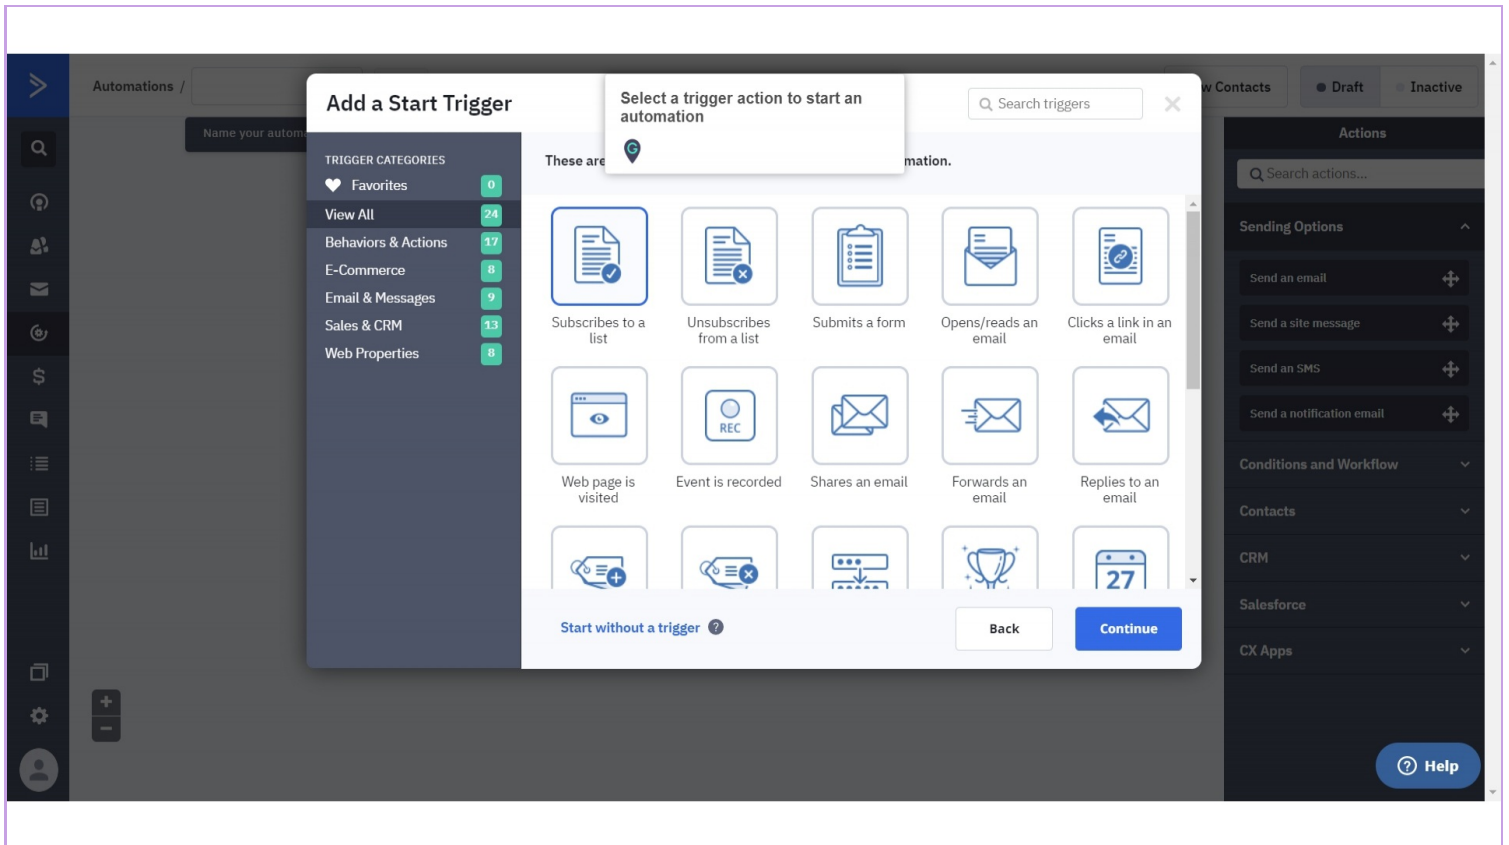 Automations /
w Contacts
Draft
Inactive
Name your automa
Add a Start Trigger
Select a trigger action to start an
automation
G
Search triggers
TRIGGER CATEGORIES
Favorites 0
View All 24
Behaviors & Actions 17
E-Commerce 8
Email & Messages 9
Sales & CRM 13
Web Properties 8
These are
mation.
Subscribes to a
list
Unsubscribes
from a list
Submits a form
Opens/reads an
email
Clicks a link in an
email
REC
Web page is
visited
Event is recorded
Shares an email
Forwards an
email
Replies to an
email
27
Start without a trigger ?
Back
Continue
Actions
Search actions...
Sending Options
Send an email
Send a site message
Send an SMS
Send a notification email
Conditions and Workflow
Contacts
CRM
Salesforce
CX Apps
? Help